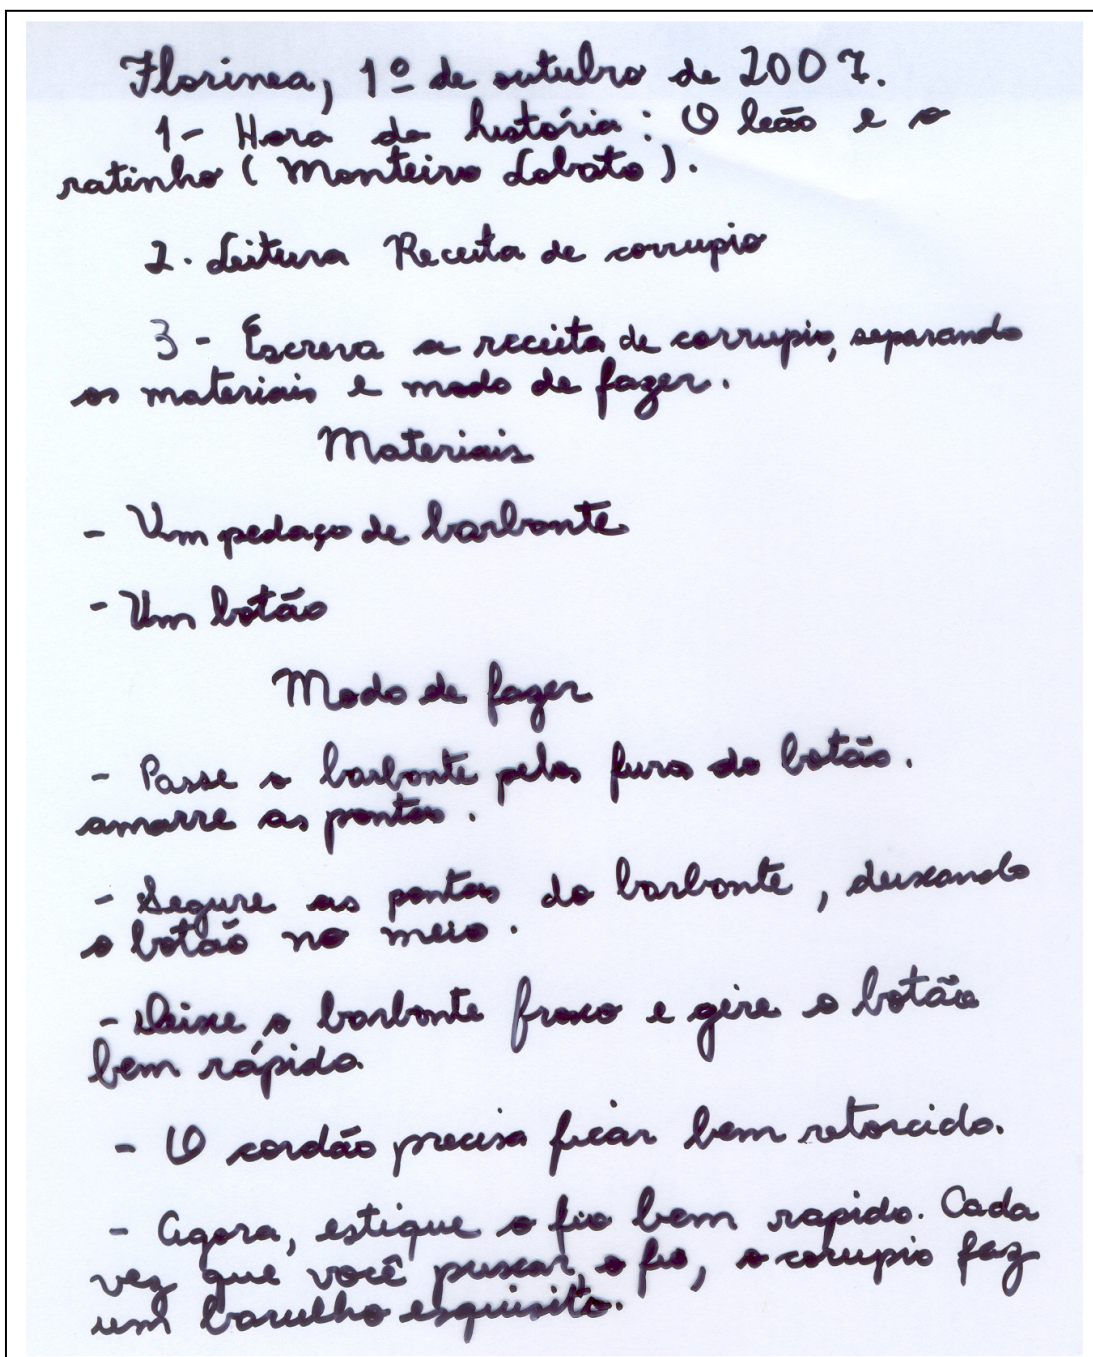 Florinea, 1º de outubro de 2007.
1- Hora da história: O leão e o
ratinho (Monteiro Lobato).
2. Leitura Receita de corrupio
3- Escreva a receita de corrupio, separando
os materiais e modo de fazer.
Materiais
- Um pedaço de barbante
- Um botão
Modo de fazer
- Passe o barbante pelos furos do botão.
amarre as pontas.
- Segure as pontas do barbante, deixando
o botão no meio.
- Deixe o barbante froxo e gire o botão
bem rápido.
- O cordão precisa ficar bem retorcido.
- Agora, estique o fio bem rapido. Cada
vez que você puxar o fio, o corupio faz
um barulho esquisito.